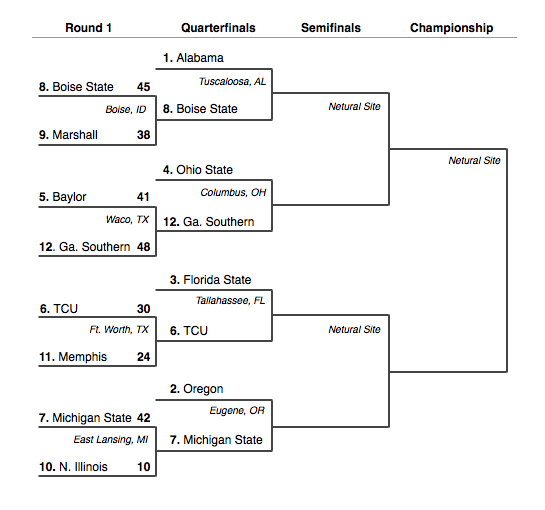 Round 1 Quarterfinals Semifinals Championship
1. Alabama
Tuscaloosa, AL
8. Boise State 45
Boise, ID
8. Boise State
Netural Site
9. Marshall 38
4. Ohio State
Netural Site
5. Baylor 41
Columbus, OH
Waco, TX
12. Ga. Southern
12. Ga. Southern 48
3. Florida State
Tallahassee, FL
6. TCU 30
Ft. Worth, TX
6. TCU
Netural Site
11. Memphis 24
2. Oregon
Eugene, OR
7. Michigan State 42
East Lansing, MI
7. Michigan State
10. N. Illinois 10